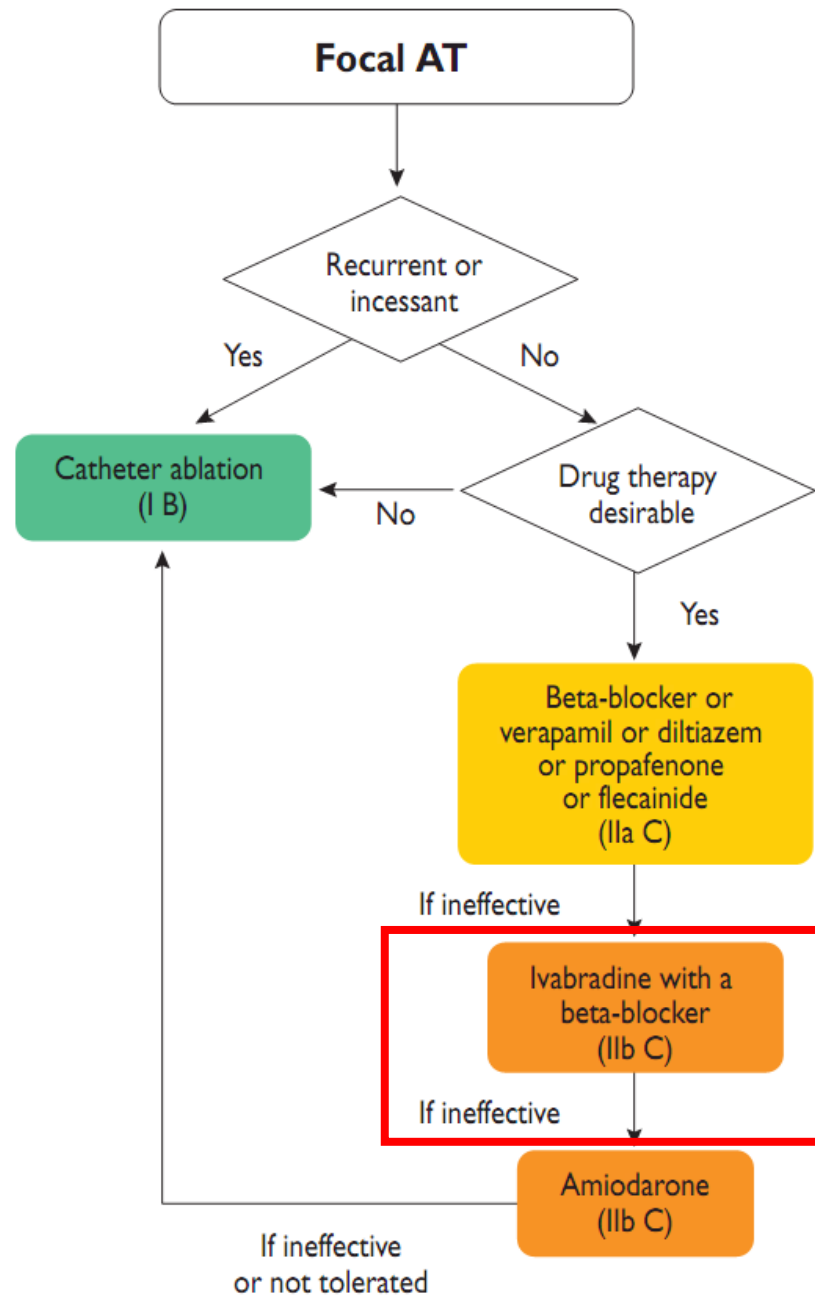 Focal AT
Recurrent or
incessant
Yes
No
Catheter ablation
(I B)
No
Drug therapy
desirable
Yes
Beta-blocker or
verapamil or diltiazem
or propafenone
or flecainide
(IIa C)
If ineffective
Ivabradine with a
beta-blocker
(IIb C)
If ineffective
Amiodarone
(IIb C)
If ineffective
or not tolerated